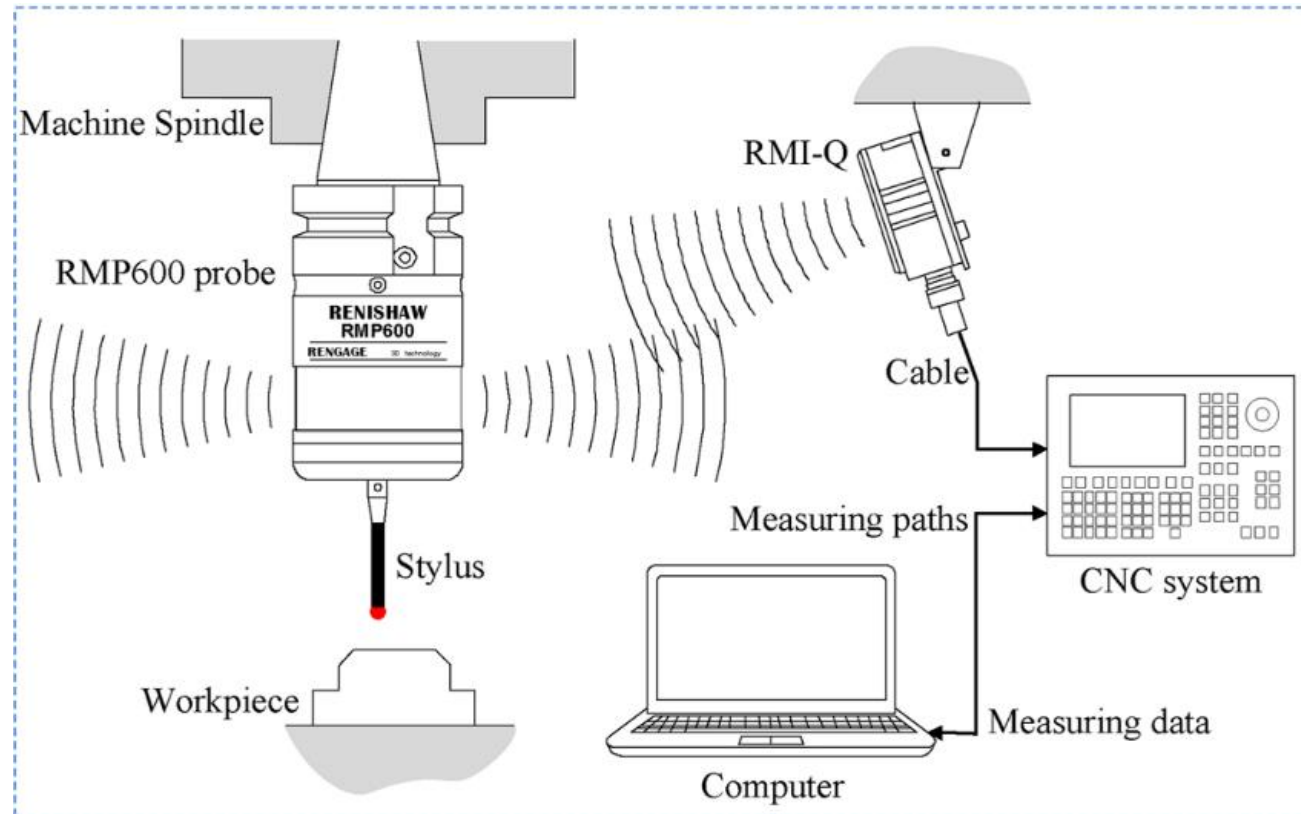 Machine Spindle
RMI-Q
RMP600 probe
RENISHAW
RMP600
RENGAGE 3D technology
Cable
Measuring paths
Stylus
CNC system
Workpiece
Measuring data
Computer